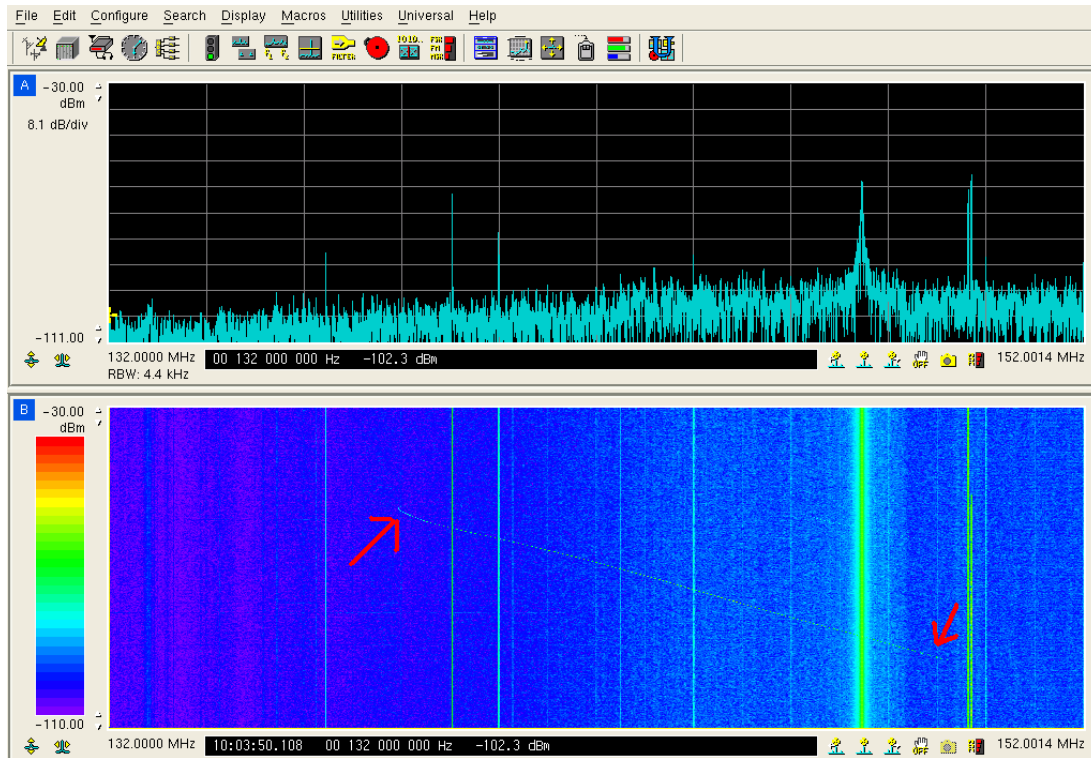 File Edit Configure Search Display Macros Utilities Universal Help
A -30.00
dBm
8.1 dB/div
-111.00
132.0000 MHz 00 132 000 000 Hz -102.3 dBm OFF 152.0014 MHz
RBW: 4.4 kHz
B -30.00
dBm
-110.00
132.0000 MHz 10:03:50.108 00 132 000 000 Hz -102.3 dBm OFF 152.0014 MHz